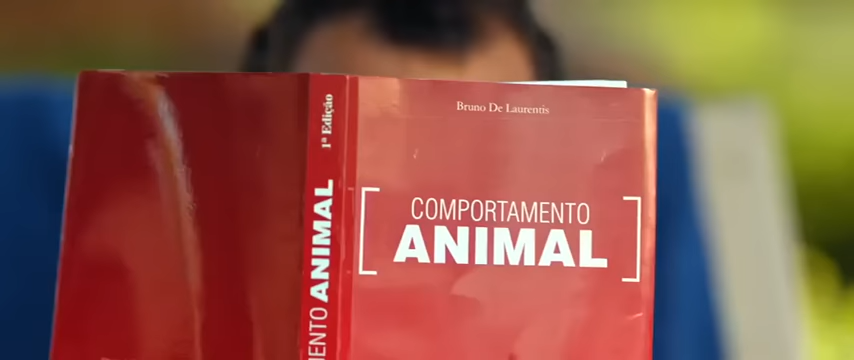 Bruno De Laurentis
COMPORTAMENTO
ANIMAL
1ª Edição
ANIMAL